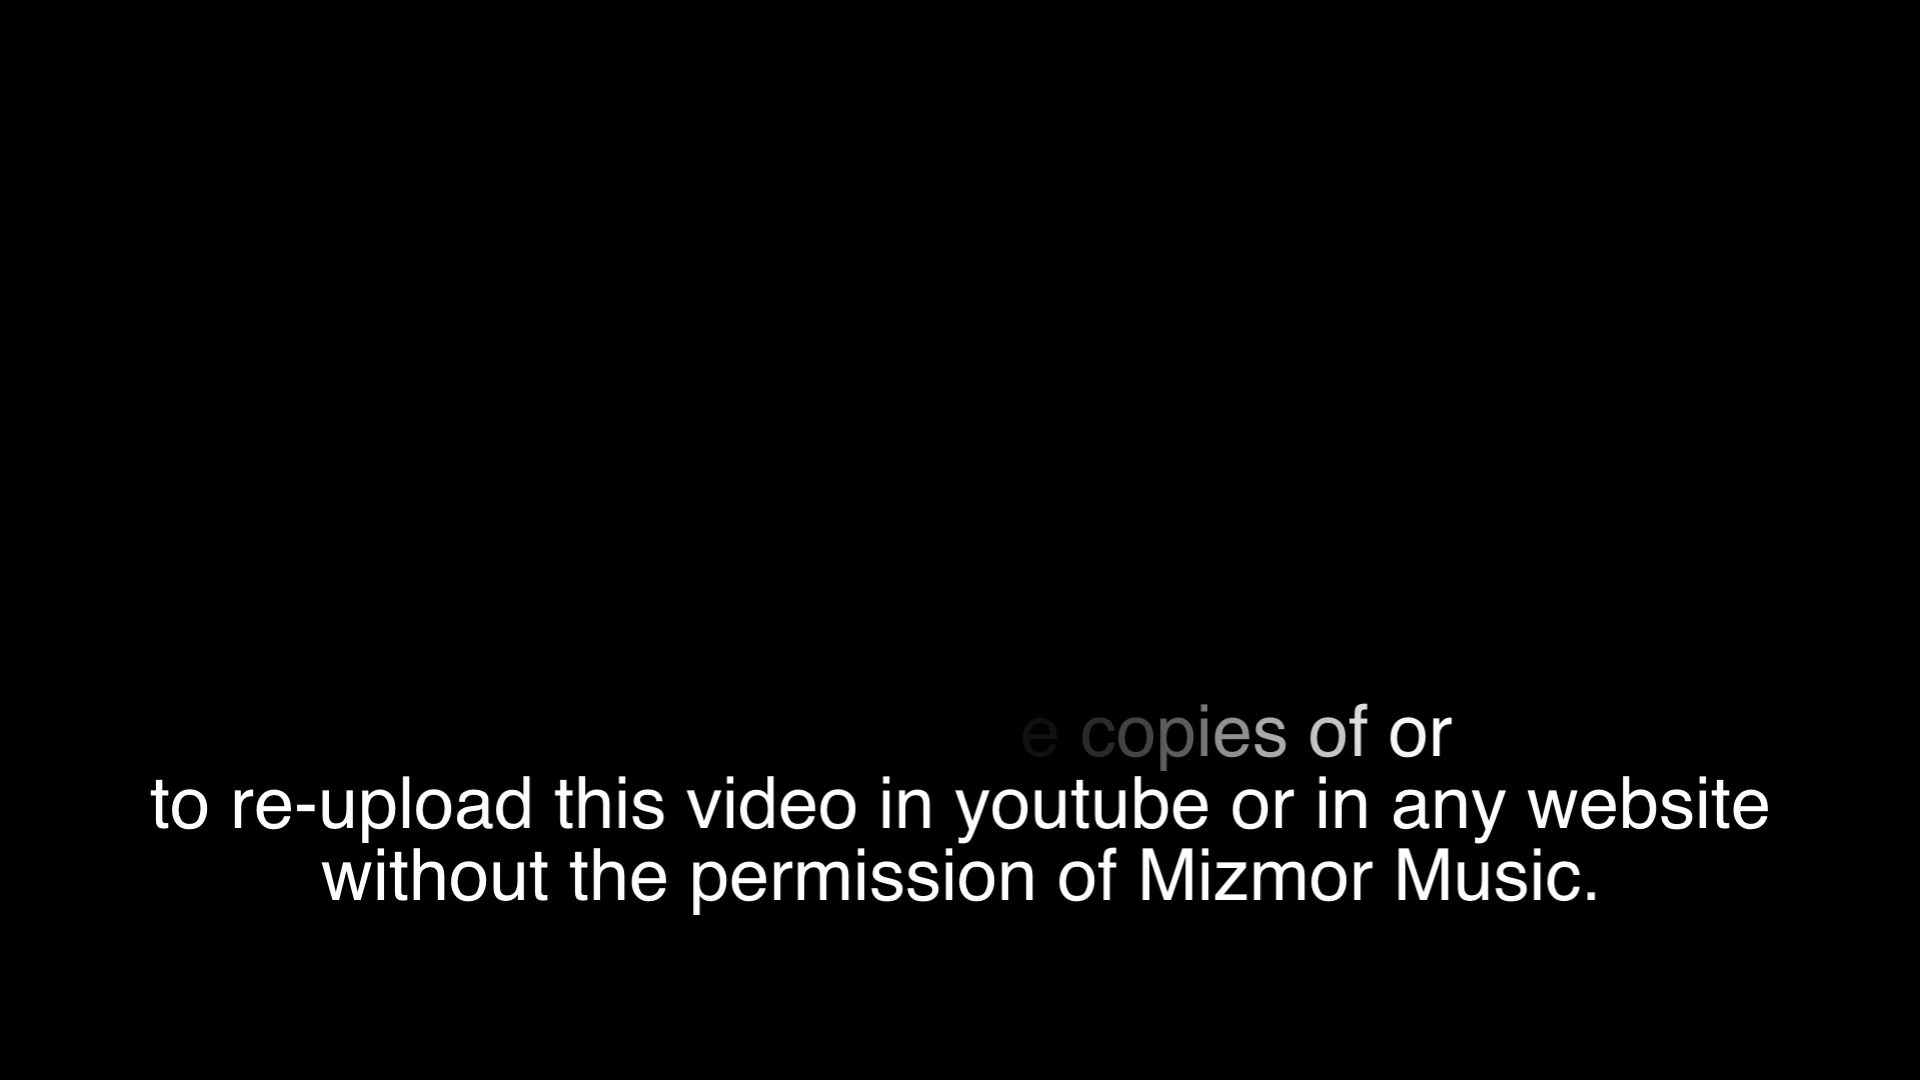 e copies of or
to re-upload this video in youtube or in any website
without the permission of Mizmor Music.